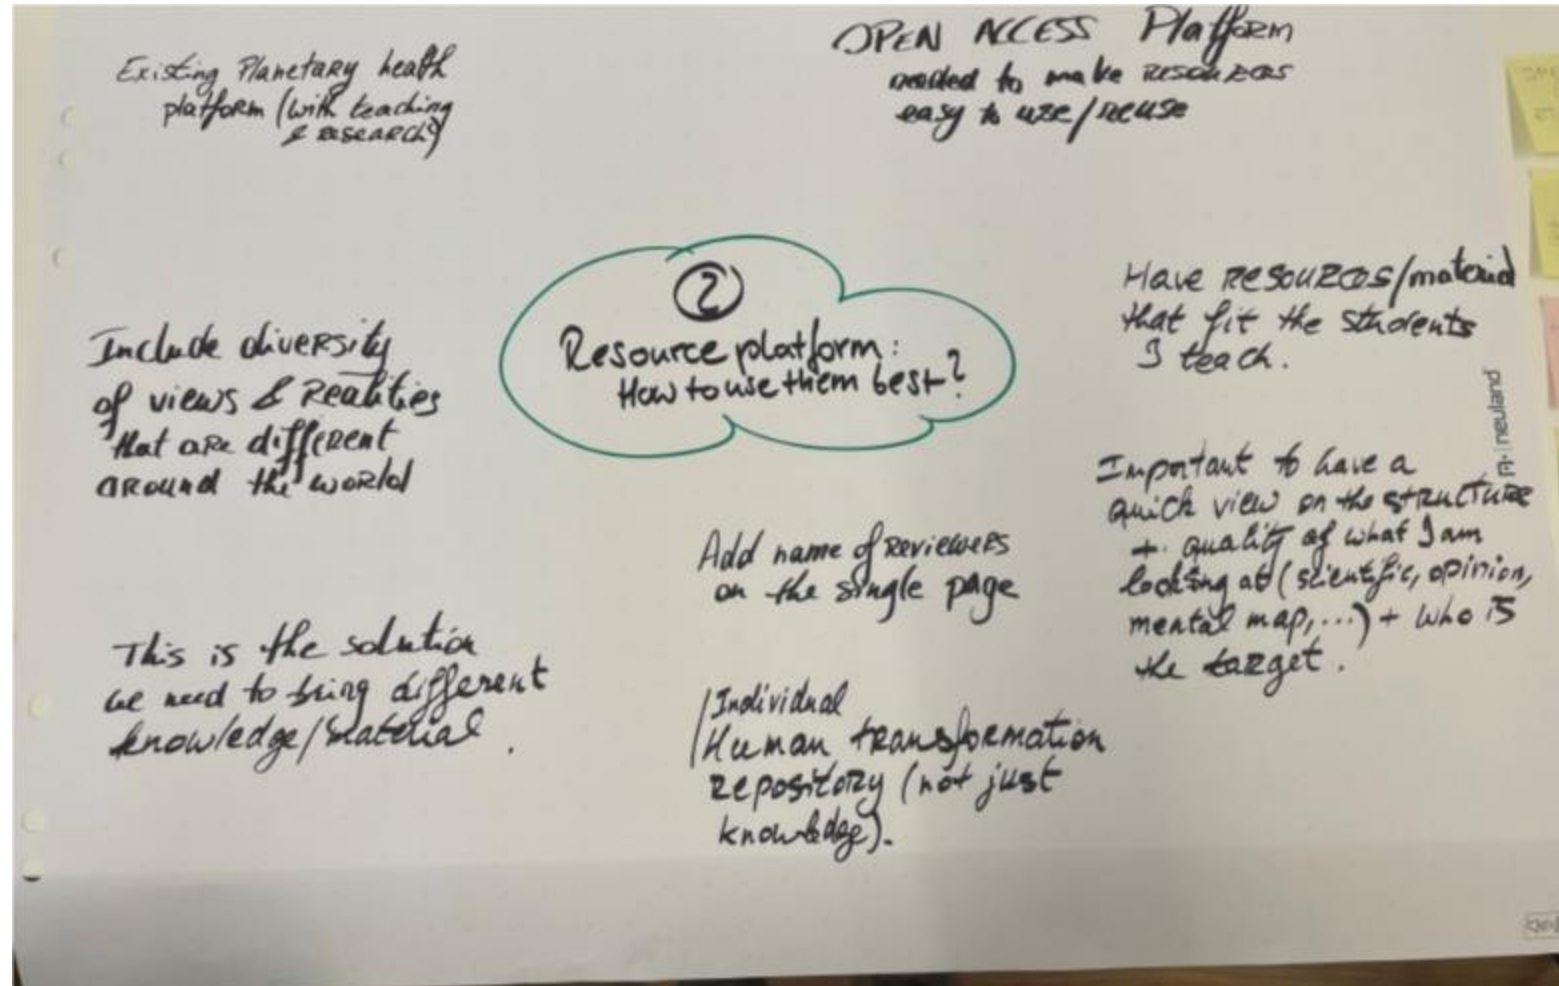 Existing Planetary health
platform (with teaching
& research)
OPEN ACCESS Platform
needed to make resources
easy to use/reuse
2
Resource platform:
How to use them best?
Have resources/material
that fit the students
I teach.
Include diversity
of views & Realities
that are different
around the world
neuland
Important to have a
quick view on the structure
+ quality of what I am
looking at (scientific, opinion,
mental map,...) + who is
the target.
Add name of reviewers
on the single page
This is the solution
we need to bring different
knowledge/material.
/Individual
/Human transformation
repository (not just
knowledge).